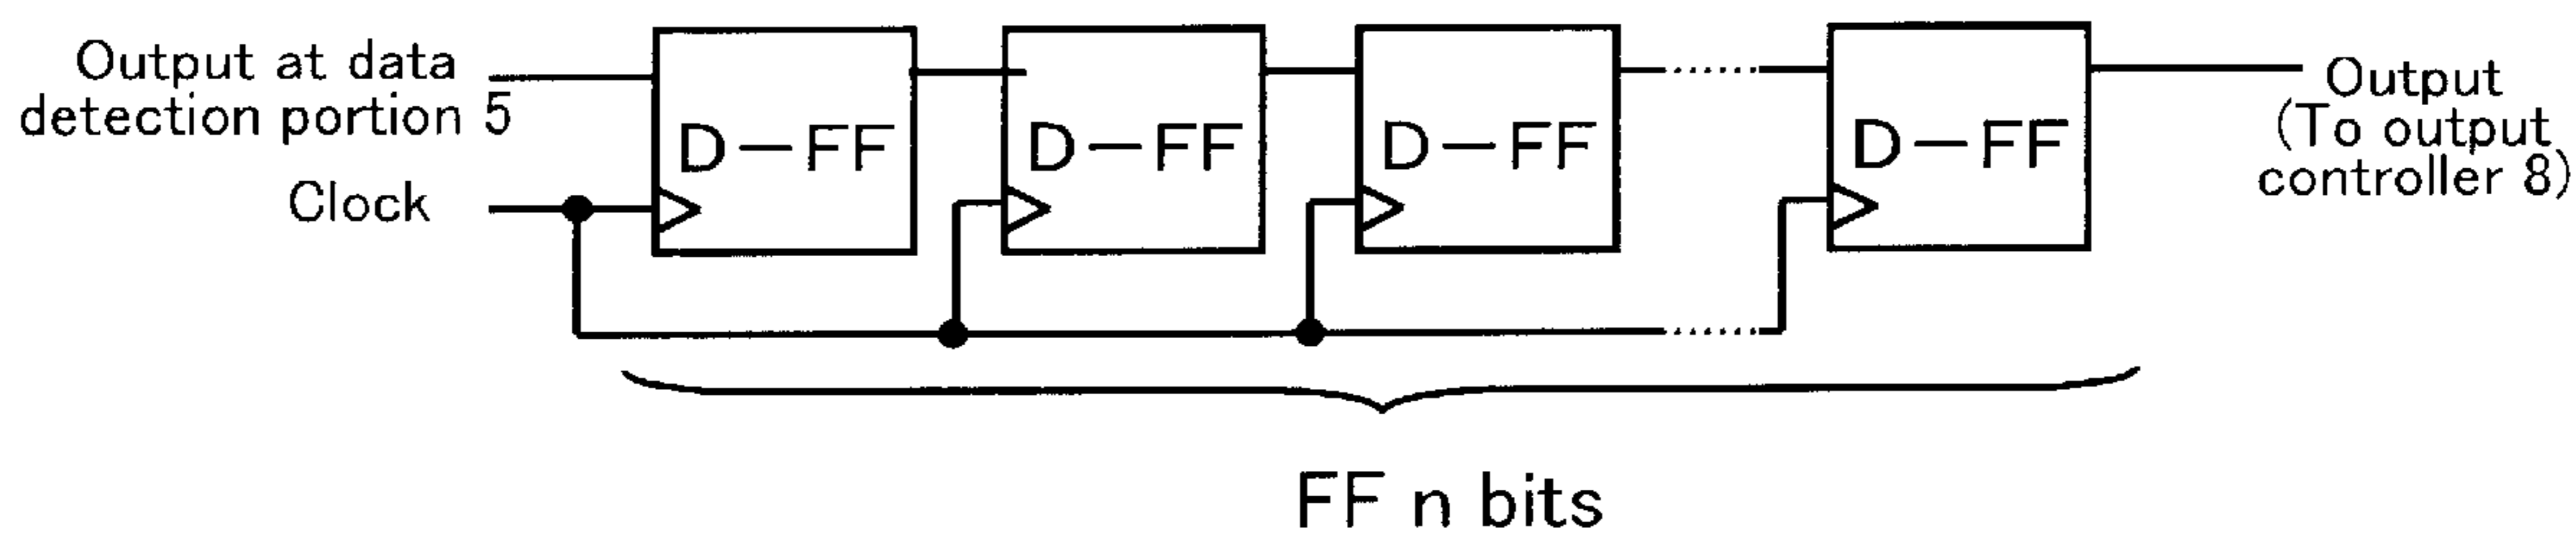 Output at data
detection portion 5
Clock
D-FF
D-FF
D-FF
D-FF
Output
(To output
controller 8)
FF n bits